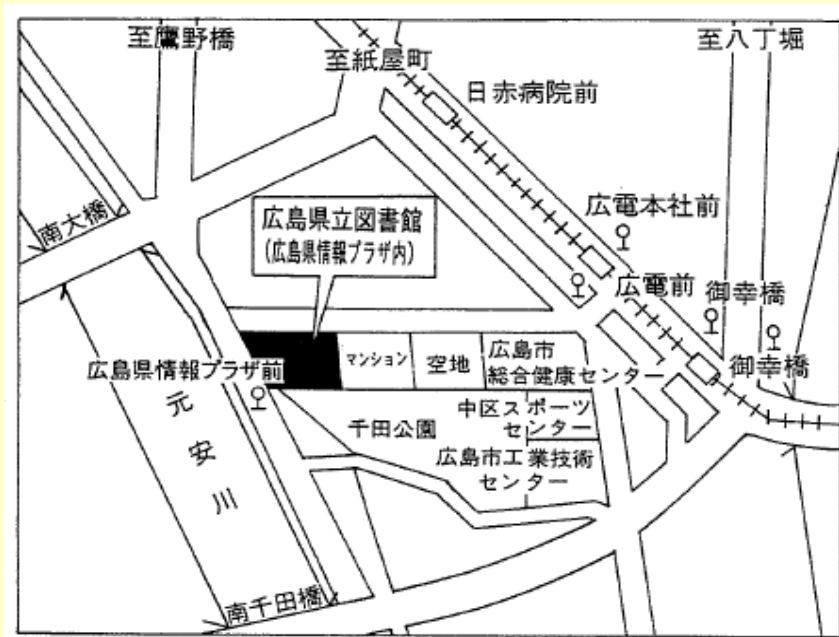 至鷹野橋
至紙屋町
至八丁堀
日赤病院前
南大橋
広島県立図書館
(広島県情報プラザ内)
広電本社前
広電前
御幸橋
御幸橋
広島県情報プラザ前
マンション
空地
広島市
総合健康センター
千田公園
中区スポーツ
センター
広島市工業技術
センター
元安川
南千田橋